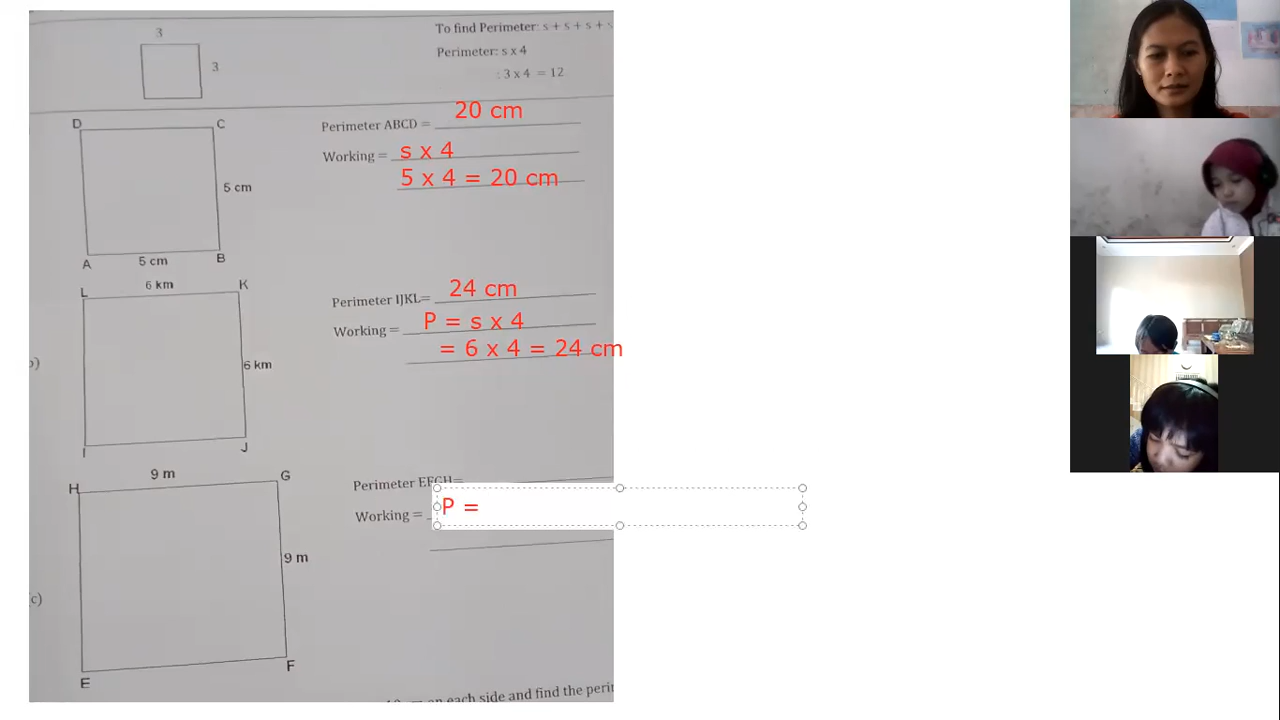 3
3
To find Perimeter: s + s + s + s
Perimeter: s x 4
: 3 x 4 = 12
D
C
5 cm
A
5 cm
B
Perimeter ABCD = 20 cm
Working = s x 4
5 x 4 = 20 cm
L
6 km
K
6 km
b)
I
J
Perimeter IJKL= 24 cm
Working = P = s x 4
= 6 x 4 = 24 cm
H
9 m
G
9 m
c)
E
F
Perimeter EFGH=
Working = P =
on each side and find the